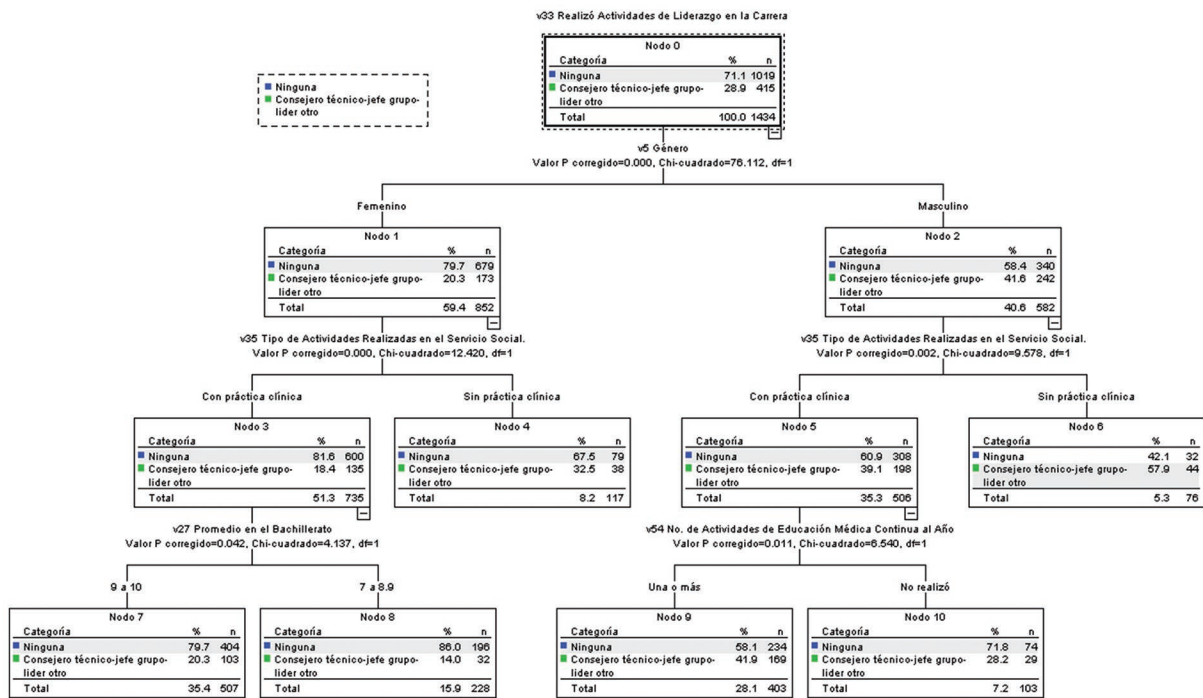 v33 Realizó Actividades de Liderazgo en la Carrera
Ninguna
Consejero técnico-jefe grupo-
lider otro
Nodo 0
Categoría % n
Ninguna 71.1 1019
Consejero técnico-jefe grupo- 28.9 415
lider otro
Total 100.0 1434
v5 Género
Valor P corregido=0.000, Chi-cuadrado=76.112, df=1
Femenino
Masculino
Nodo 1
Categoría % n
Ninguna 79.7 679
Consejero técnico-jefe grupo- 20.3 173
lider otro
Total 59.4 852
Nodo 2
Categoría % n
Ninguna 58.4 340
Consejero técnico-jefe grupo- 41.6 242
lider otro
Total 40.6 582
v35 Tipo de Actividades Realizadas en el Servicio Social.
Valor P corregido=0.000, Chi-cuadrado=12.420, df=1
v35 Tipo de Actividades Realizadas en el Servicio Social.
Valor P corregido=0.002, Chi-cuadrado=9.578, df=1
Con práctica clínica
Sin práctica clínica
Con práctica clínica
Sin práctica clínica
Nodo 3
Categoría % n
Ninguna 81.6 600
Consejero técnico-jefe grupo- 18.4 135
lider otro
Total 51.3 735
Nodo 4
Categoría % n
Ninguna 67.5 79
Consejero técnico-jefe grupo- 32.5 38
lider otro
Total 8.2 117
Nodo 5
Categoría % n
Ninguna 60.9 308
Consejero técnico-jefe grupo- 39.1 198
lider otro
Total 35.3 506
Nodo 6
Categoría % n
Ninguna 42.1 32
Consejero técnico-jefe grupo- 57.9 44
lider otro
Total 5.3 76
v27 Promedio en el Bachillerato
Valor P corregido=0.042, Chi-cuadrado=4.137, df=1
v54 No. de Actividades de Educación Médica Continua al Año
Valor P corregido=0.011, Chi-cuadrado=6.540, df=1
9 a 10
7 a 8.9
Una o más
No realizó
Nodo 7
Categoría % n
Ninguna 79.7 404
Consejero técnico-jefe grupo- 20.3 103
lider otro
Total 35.4 507
Nodo 8
Categoría % n
Ninguna 86.0 196
Consejero técnico-jefe grupo- 14.0 32
lider otro
Total 15.9 228
Nodo 9
Categoría % n
Ninguna 58.1 234
Consejero técnico-jefe grupo- 41.9 169
lider otro
Total 28.1 403
Nodo 10
Categoría % n
Ninguna 71.8 74
Consejero técnico-jefe grupo- 28.2 29
lider otro
Total 7.2 103